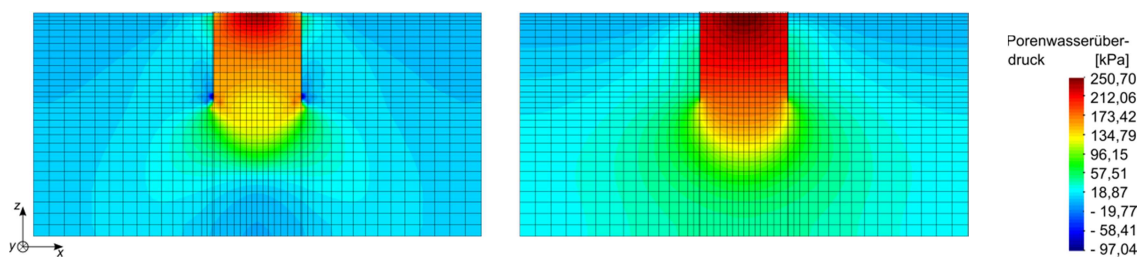 Porenwasserüber-
druck [kPa]
250,70
212,06
173,42
134,79
96,15
57,51
18,87
- 19,77
- 58,41
- 97,04
z
y x